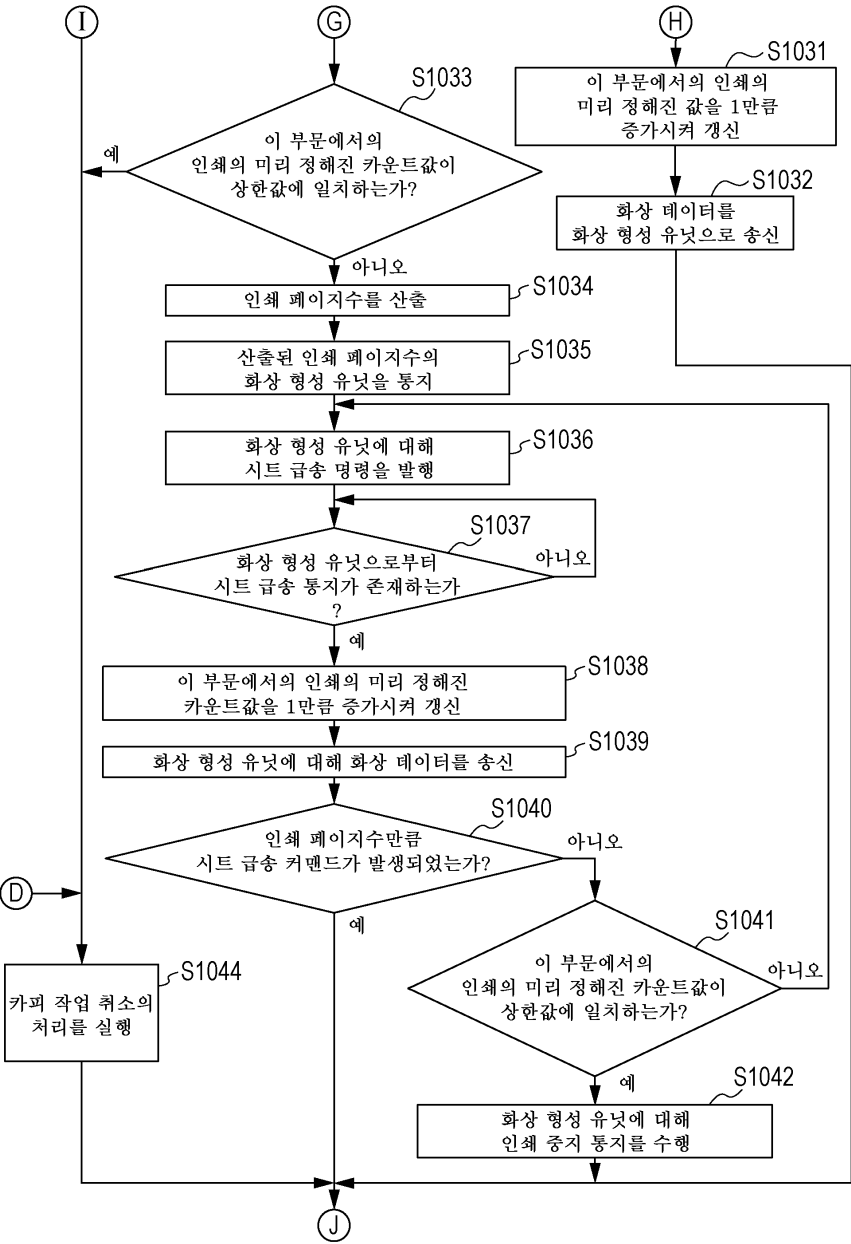 I
G
H
S1033
이 부문에서의
인쇄의 미리 정해진 카운트값이
상한값에 일치하는가?
예
아니오
S1031
이 부문에서의 인쇄의
미리 정해진 값을 1만큼
증가시켜 갱신
S1032
화상 데이터를
화상 형성 유닛으로 송신
S1034
인쇄 페이지수를 산출
S1035
산출된 인쇄 페이지수의
화상 형성 유닛을 통지
S1036
화상 형성 유닛에 대해
시트 급송 명령을 발행
S1037
화상 형성 유닛으로부터
시트 급송 통지가 존재하는가
?
아니오
예
S1038
이 부문에서의 인쇄의 미리 정해진
카운트값을 1만큼 증가시켜 갱신
S1039
화상 형성 유닛에 대해 화상 데이터를 송신
S1040
인쇄 페이지수만큼
시트 급송 커맨드가 발생되었는가?
아니오
예
D
S1041
이 부문에서의
인쇄의 미리 정해진 카운트값이
상한값에 일치하는가?
아니오
예
S1044
카피 작업 취소의
처리를 실행
S1042
화상 형성 유닛에 대해
인쇄 중지 통지를 수행
J